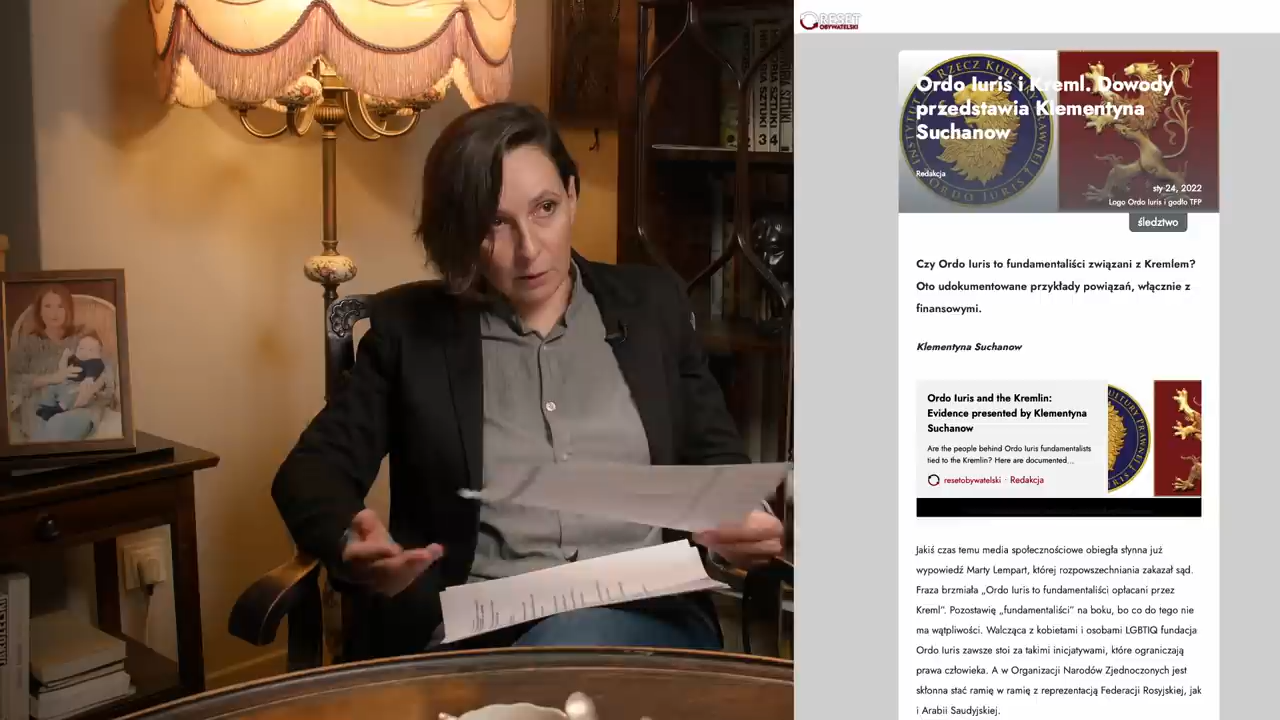 RESET
OBYWATELSKI
Ordo Iuris i Kreml. Dowody
przedstawia Klementyna
Suchanow
Redakcja
sty 24, 2022
Logo Ordo Iuris i godło TFP
śledztwo
Czy Ordo Iuris to fundamentaliści związani z Kremlem?
Oto udokumentowane przykłady powiązań, włącznie z
finansowymi.
Klementyna Suchanow
Ordo Iuris and the Kremlin:
Evidence presented by Klementyna
Suchanow
Are the people behind Ordo Iuris fundamentalists
tied to the Kremlin? Here are documented...
resetobywatelski · Redakcja
Jakiś czas temu media społecznościowe obiegła słynna już
wypowiedź Marty Lempart, której rozpowszechniania zakazał sąd.
Fraza brzmiała „Ordo Iuris to fundamentaliści opłacani przez
Kreml”. Pozostawię „fundamentaliści” na boku, bo co do tego nie
ma wątpliwości. Walcząca z kobietami i osobami LGBTIQ fundacja
Ordo Iuris zawsze stoi za takimi inicjatywami, które ograniczają
prawa człowieka. A w Organizacji Narodów Zjednoczonych jest
skłonna stać ramię w ramię z reprezentacją Federacji Rosyjskiej, jak
i Arabii Saudyjskiej.